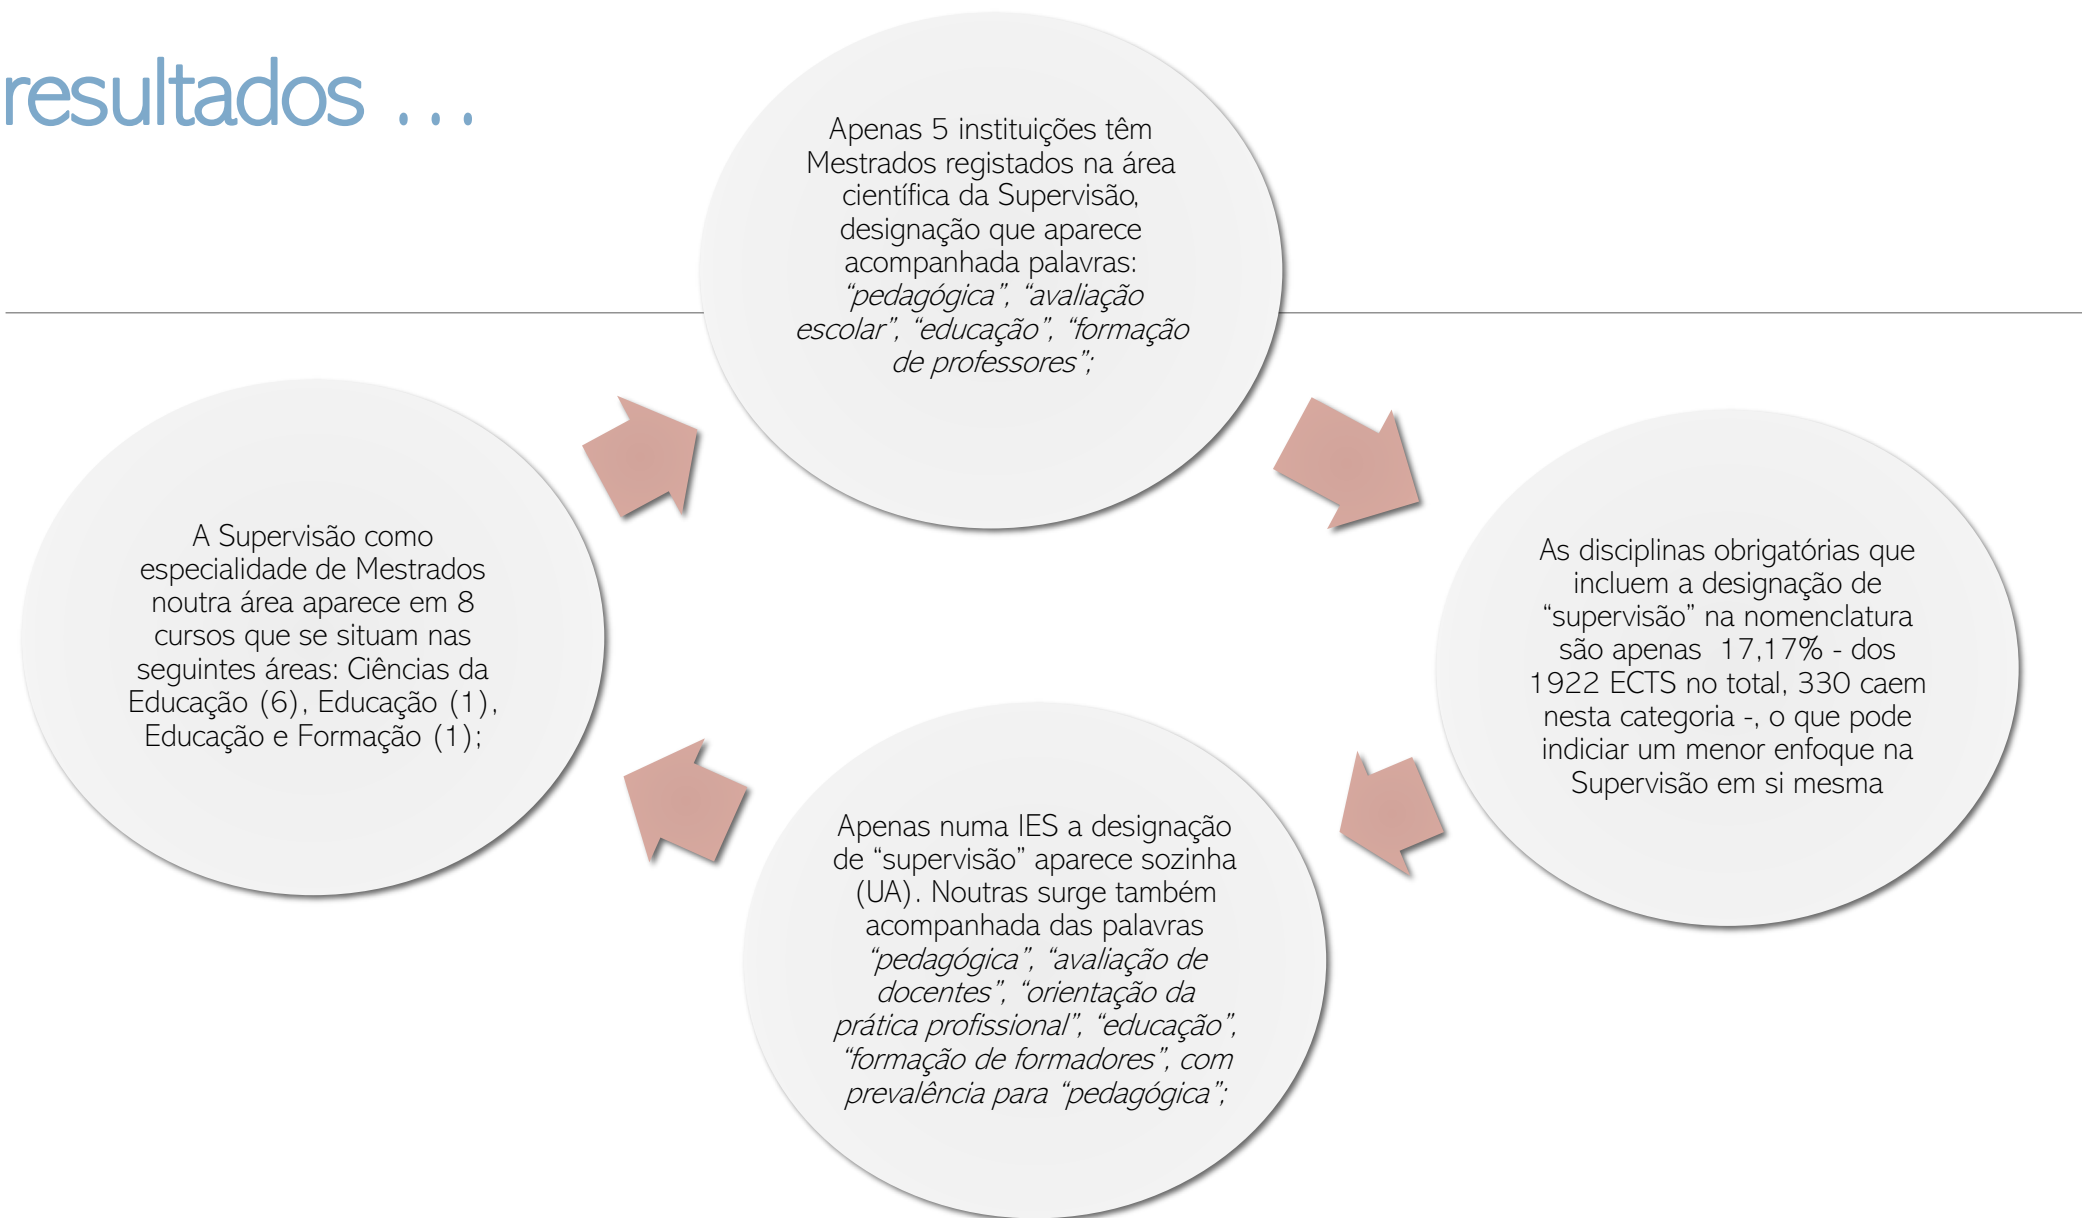 resultados ...
Apenas 5 instituições têm
Mestrados registados na área
científica da Supervisão,
designação que aparece
acompanhada palavras:
“pedagógica”, “avaliação
escolar”, “educação”, “formação
de professores”;
As disciplinas obrigatórias que
incluem a designação de
“supervisão” na nomenclatura
são apenas 17,17% - dos
1922 ECTS no total, 330 caem
nesta categoria -, o que pode
indiciar um menor enfoque na
Supervisão em si mesma
Apenas numa IES a designação
de “supervisão” aparece sozinha
(UA). Noutras surge também
acompanhada das palavras
“pedagógica”, “avaliação de
docentes”, “orientação da
prática profissional”, “educação”,
“formação de formadores”, com
prevalência para “pedagógica”;
A Supervisão como
especialidade de Mestrados
noutra área aparece em 8
cursos que se situam nas
seguintes áreas: Ciências da
Educação (6), Educação (1),
Educação e Formação (1);